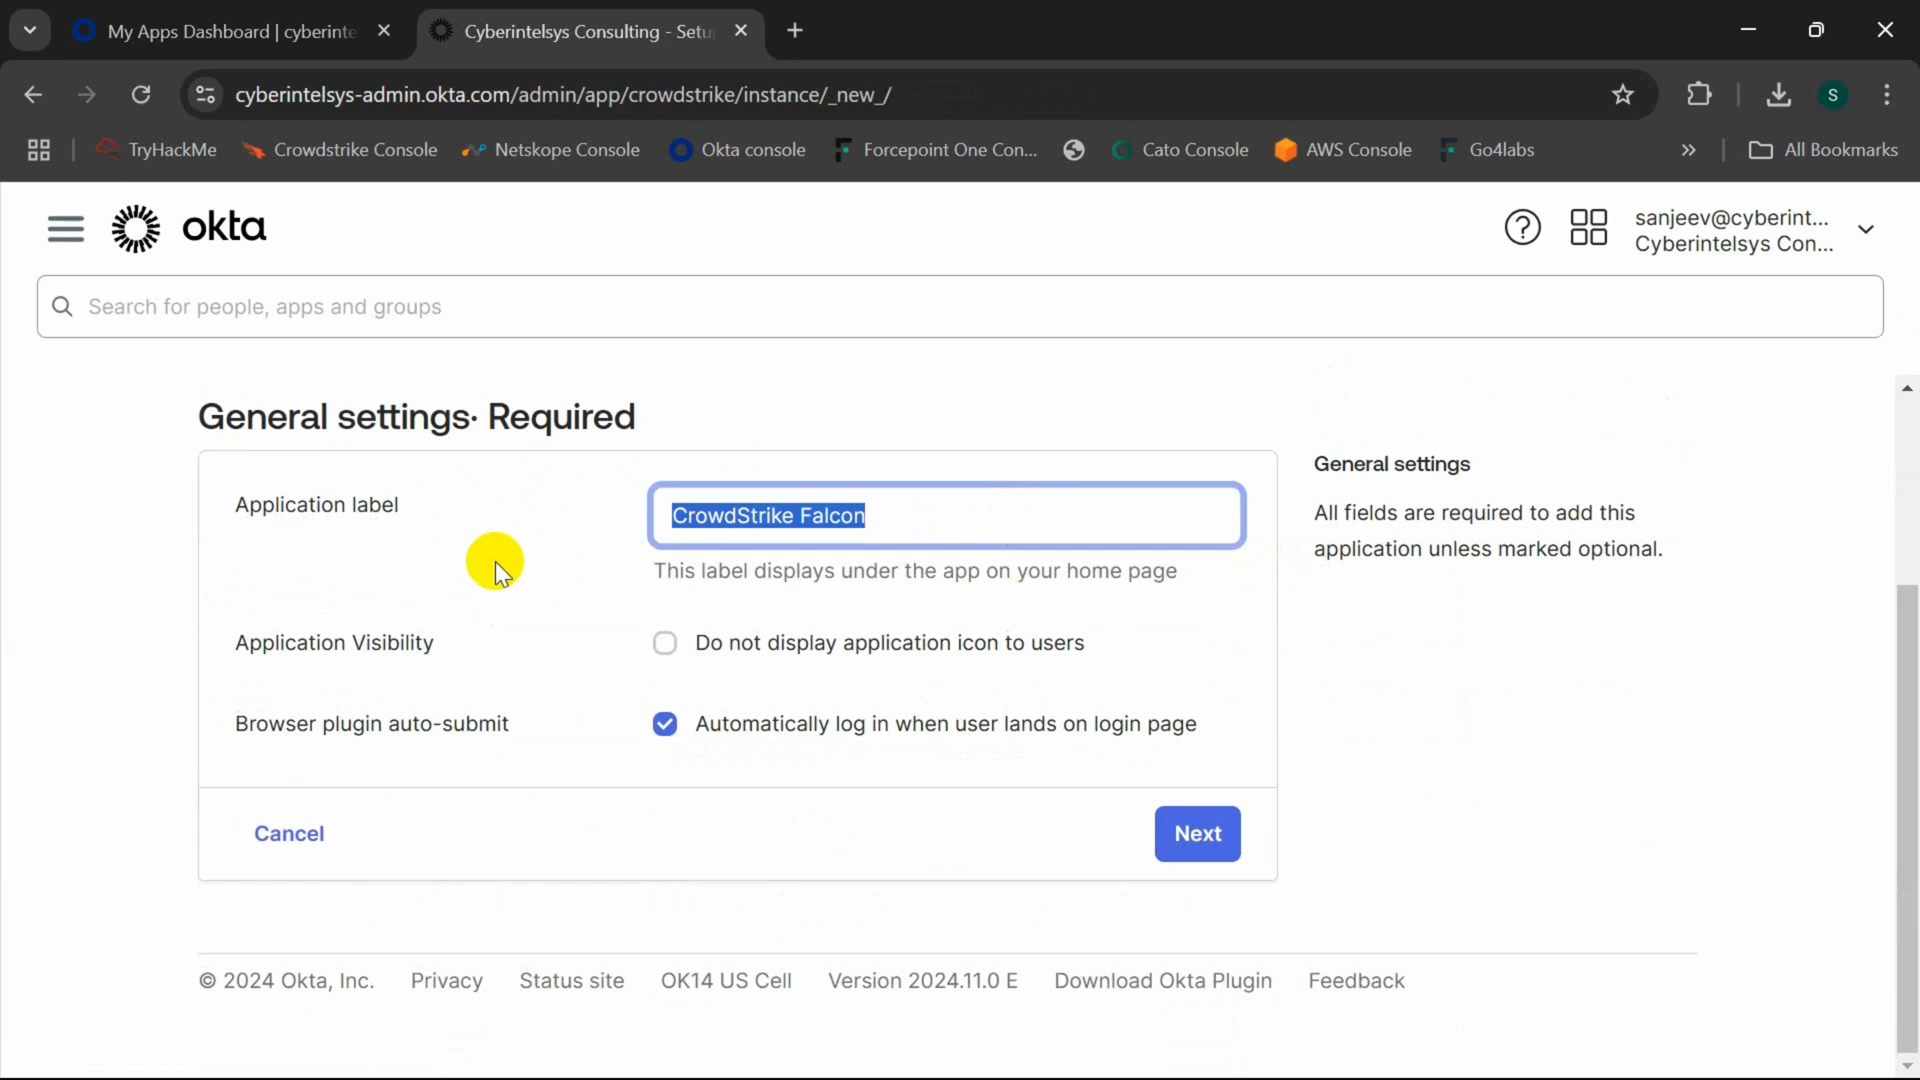 My Apps Dashboard | cyberinte
Cyberintelsys Consulting - Setu
cyberintelsys-admin.okta.com/admin/app/crowdstrike/instance/_new_/
S
TryHackMe
Crowdstrike Console
Netskope Console
Okta console
Forcepoint One Con...
Cato Console
AWS Console
Go4labs
»
All Bookmarks
okta
sanjeev@cyberint...
Cyberintelsys Con...
Search for people, apps and groups
General settings· Required
Application label
CrowdStrike Falcon
This label displays under the app on your home page
Application Visibility
Do not display application icon to users
Browser plugin auto-submit
Automatically log in when user lands on login page
Cancel
Next
General settings
All fields are required to add this
application unless marked optional.
© 2024 Okta, Inc.
Privacy
Status site
OK14 US Cell
Version 2024.11.0 E
Download Okta Plugin
Feedback